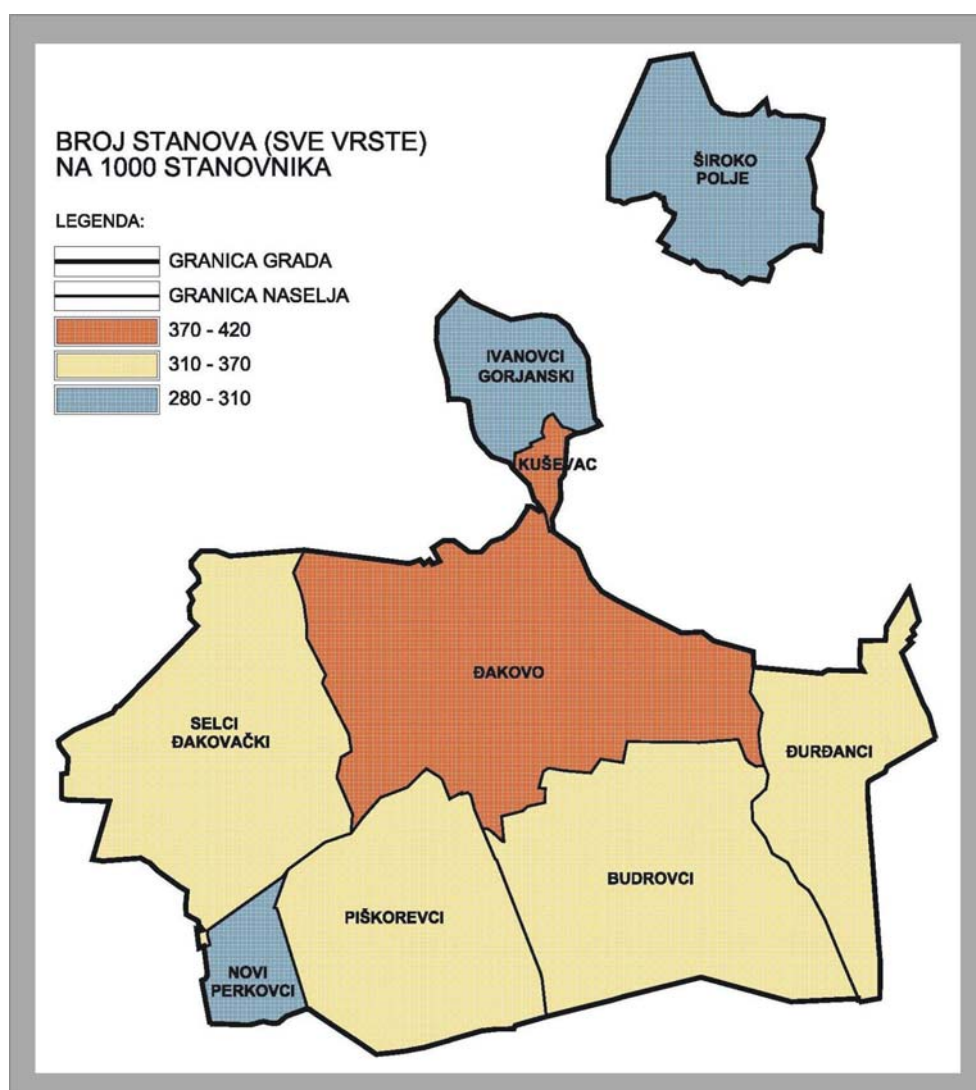 BROJ STANOVA (SVE VRSTE)
NA 1000 STANOVNIKA
LEGENDA:
GRANICA GRADA
GRANICA NASELJA
370 - 420
310 - 370
280 - 310
ŠIROKO
POLJE
IVANOVCI
GORJANSKI
KUŠEVAC
ĐAKOVO
SELCI
ĐAKOVAČKI
ĐURĐANCI
BUDROVCI
PIŠKOREVCI
NOVI
PERKOVCI